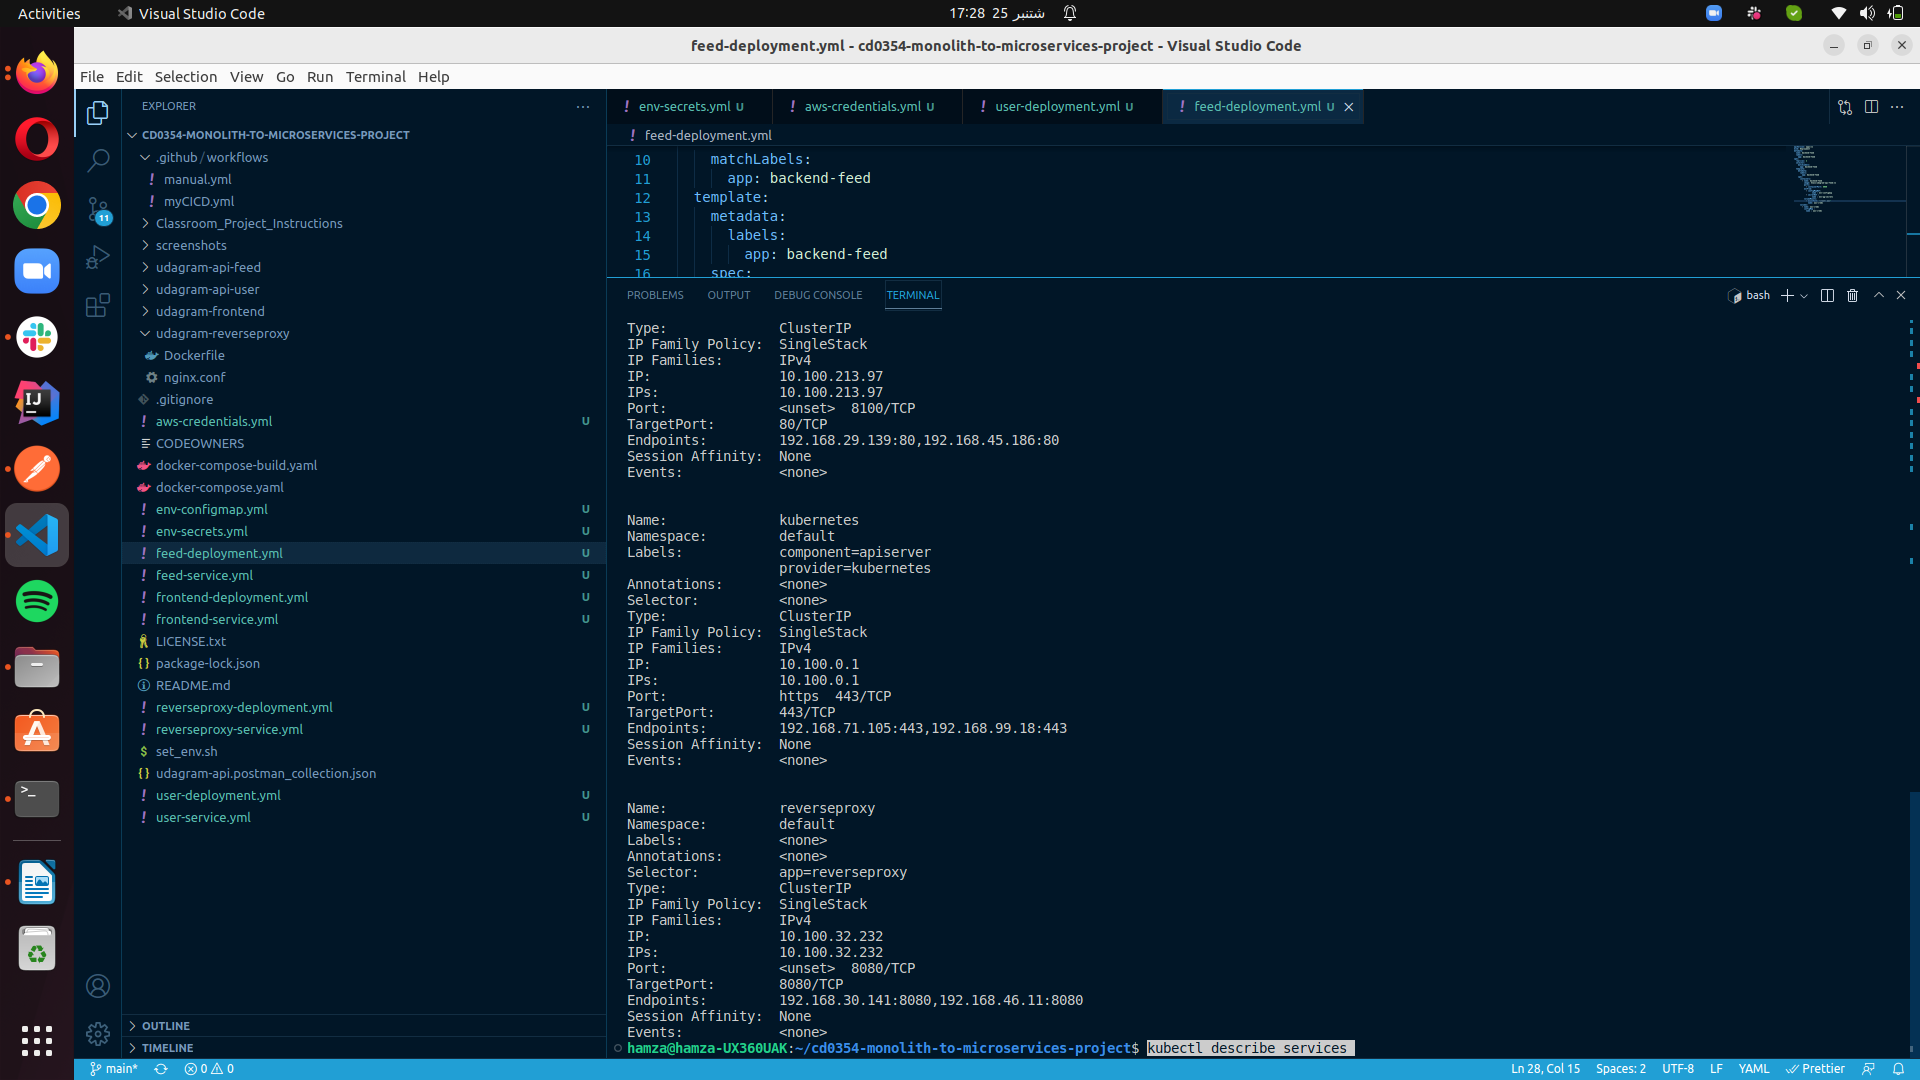 Activities
Visual Studio Code
17:28 25 شتنبر
feed-deployment.yml - cd0354-monolith-to-microservices-project - Visual Studio Code
File Edit Selection View Go Run Terminal Help
EXPLORER
CD0354-MONOLITH-TO-MICROSERVICES-PROJECT
.github/workflows
manual.yml
myCICD.yml
Classroom_Project_Instructions
screenshots
udagram-api-feed
udagram-api-user
udagram-frontend
udagram-reverseproxy
Dockerfile
nginx.conf
.gitignore
aws-credentials.yml U
CODEOWNERS
docker-compose-build.yaml
docker-compose.yaml
env-configmap.yml U
env-secrets.yml U
feed-deployment.yml U
feed-service.yml U
frontend-deployment.yml U
frontend-service.yml U
LICENSE.txt
package-lock.json
README.md
reverseproxy-deployment.yml U
reverseproxy-service.yml U
set_env.sh
udagram-api.postman_collection.json
user-deployment.yml U
user-service.yml U
OUTLINE
TIMELINE
11
env-secrets.yml U
aws-credentials.yml U
user-deployment.yml U
feed-deployment.yml U
feed-deployment.yml
10 matchLabels:
11 app: backend-feed
12 template:
13 metadata:
14 labels:
15 app: backend-feed
16 spec:
PROBLEMS OUTPUT DEBUG CONSOLE TERMINAL
bash
Type: ClusterIP
IP Family Policy: SingleStack
IP Families: IPv4
IP: 10.100.213.97
IPs: 10.100.213.97
Port: <unset> 8100/TCP
TargetPort: 80/TCP
Endpoints: 192.168.29.139:80,192.168.45.186:80
Session Affinity: None
Events: <none>
Name: kubernetes
Namespace: default
Labels: component=apiserver
provider=kubernetes
Annotations: <none>
Selector: <none>
Type: ClusterIP
IP Family Policy: SingleStack
IP Families: IPv4
IP: 10.100.0.1
IPs: 10.100.0.1
Port: https 443/TCP
TargetPort: 443/TCP
Endpoints: 192.168.71.105:443,192.168.99.18:443
Session Affinity: None
Events: <none>
Name: reverseproxy
Namespace: default
Labels: <none>
Annotations: <none>
Selector: app=reverseproxy
Type: ClusterIP
IP Family Policy: SingleStack
IP Families: IPv4
IP: 10.100.32.232
IPs: 10.100.32.232
Port: <unset> 8080/TCP
TargetPort: 8080/TCP
Endpoints: 192.168.30.141:8080,192.168.46.11:8080
Session Affinity: None
Events: <none>
hamza@hamza-UX360UAK:~/cd0354-monolith-to-microservices-project$ kubectl describe services
main* 0 0
Ln 28, Col 15 Spaces: 2 UTF-8 LF YAML Prettier